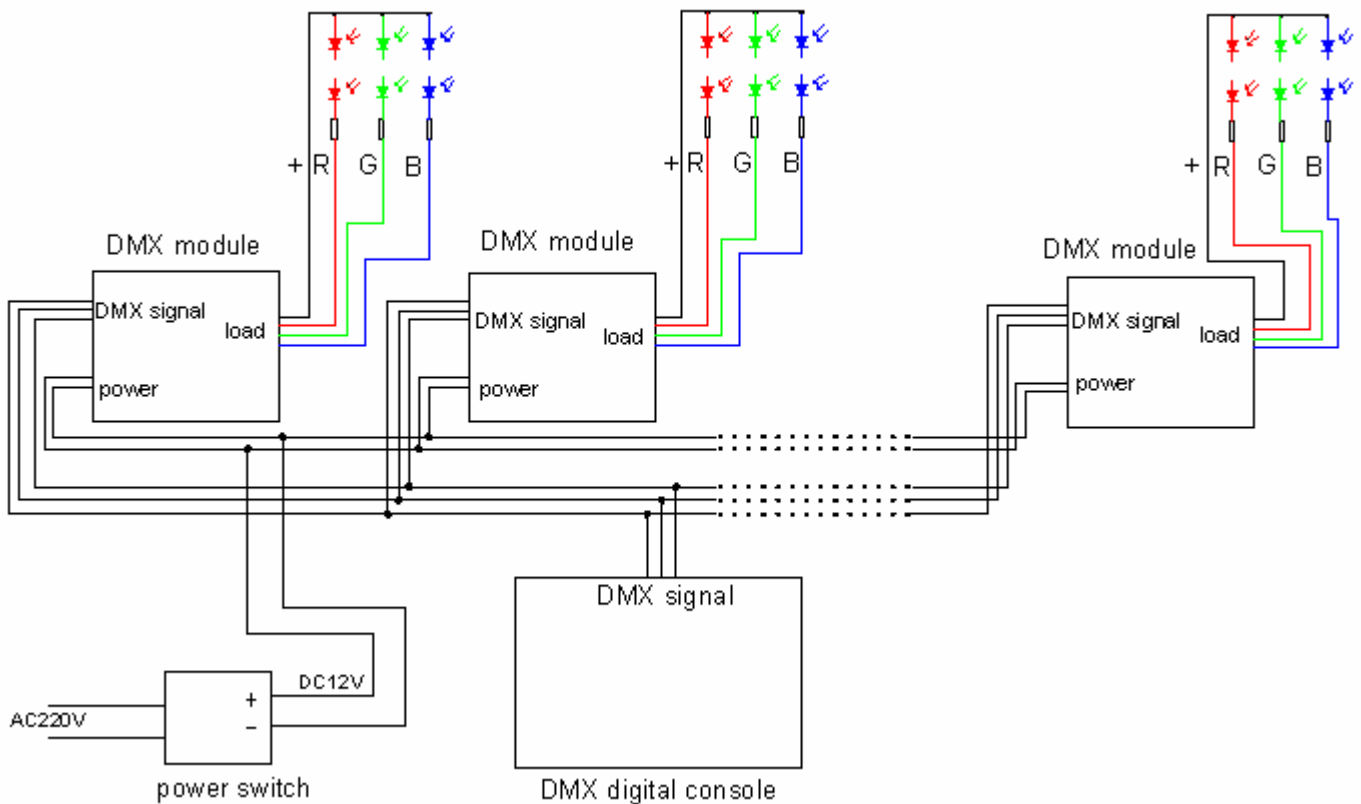 + R G B
+ R G B
+ R G B
DMX module
DMX module
DMX module
DMX signal
load
power
DMX signal
load
power
DMX signal
load
power
DMX signal
DC12V
+
−
AC220V
power switch
DMX digital console